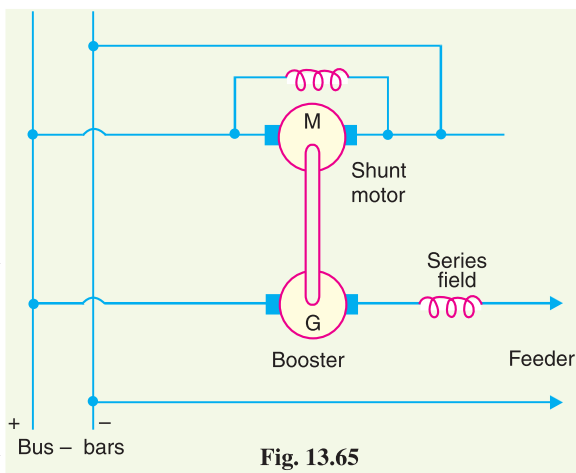 M
Shunt
motor
Series
field
G
Booster
Feeder
+ –
Bus – bars
Fig. 13.65